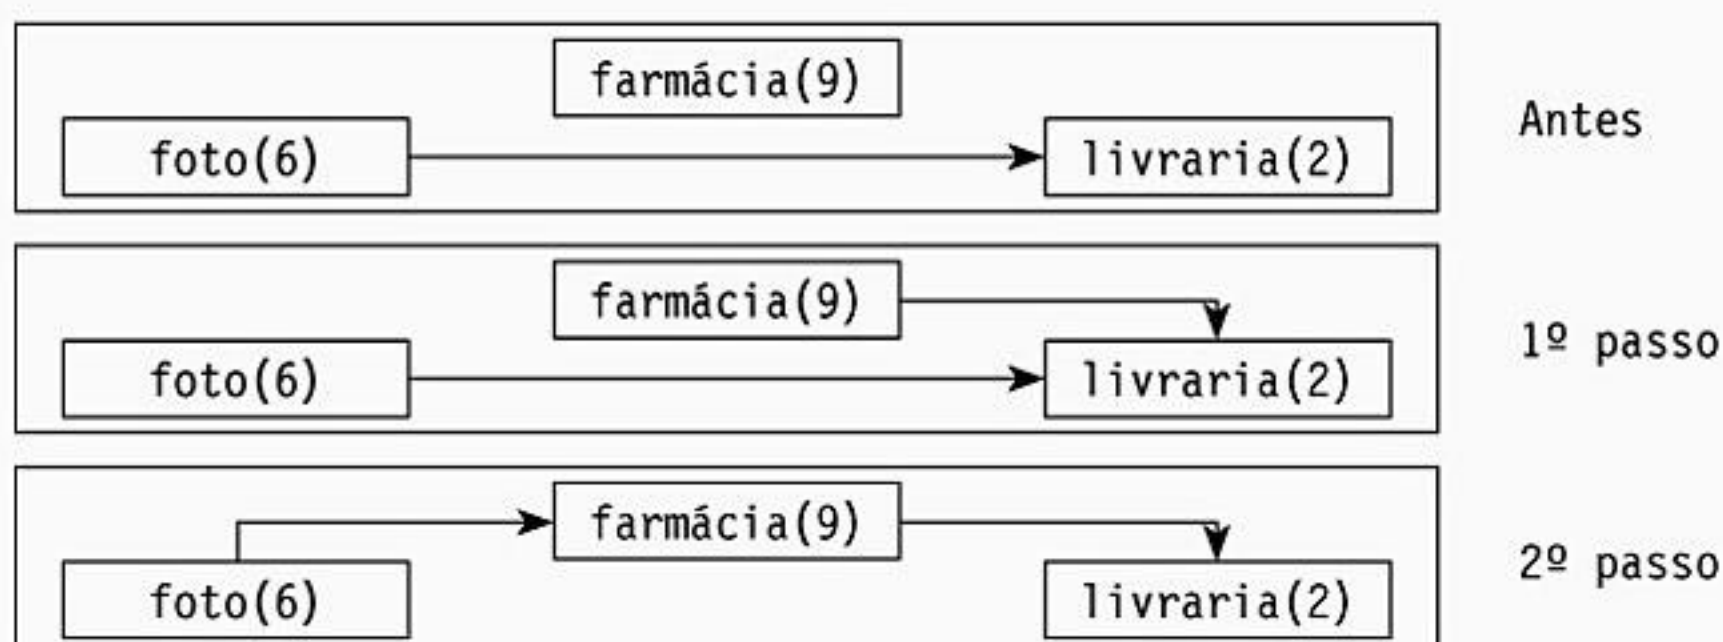 farmácia(9)
foto(6)
livraria(2)
Antes
farmácia(9)
foto(6)
livraria(2)
1º passo
farmácia(9)
foto(6)
livraria(2)
2º passo